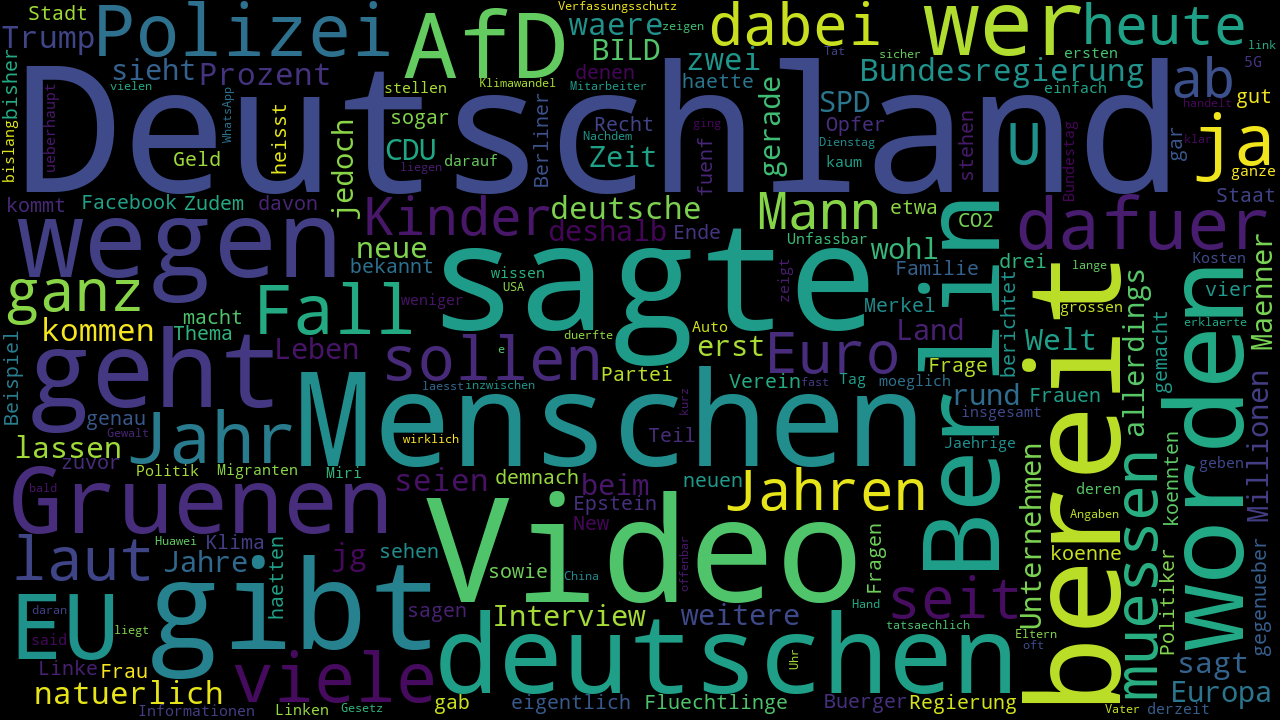 Stadt
Trump
Polizei
AfD
Verfassungsschutz
waere
zeigen
BILD
dabei
wer
heute
ersten
link
5G
sieht
Prozent
vielen
bisher
stellen
Klimawandel
denen
Mitarbeiter
zwei
haette
Tat
sicher
Bundesregierung
einfach
ab
gut
handelt
Deutschland
ueberhaupt
bislang
WhatsApp
heisst
jedoch
sogar
CDU
darauf
liegen
Berliner
Recht
Nachdem
Zeit
ging
fuenf
gerade
SPD
Opfer
Dienstag
kaum
stehen
U
Bundestag
gar
klar
ja
ganze
Staat
Geld
kommt
Facebook
Zudem
davon
wegen
Kinder
deutsche
deshalb
Ende
Mann
etwa
CO2
dafuer
neue
bekannt
Unfassbar
wohl
Familie
drei
lange
Kosten
Maenner
ganz
kommen
macht
Thema
Fall
weniger
sagte
wissen
USA
zeigt
Merkel
Land
Berlin
berichtet
grossen
vier
erklaerte
Beispiel
geht
Leben
sollen
e
duerfte
Auto
erst
Euro
Frage
Welt
bereit
allerdings
gemacht
worden
genau
Gewalt
Jahr
Menschen
laesst
inzwischen
wirklich
Partei
kurz
Verein
fast
Tag
moeglich
rund
Frauen
insgesamt
Jaehrige
Teil
lassen
zuvor
Politik
Migranten
Miri
bald
Gruenen
seien
demnach
beim
neuen
Epstein
New
Jahren
Unternehmen
deren
Angaben
muessen
koennten
geben
Millionen
laut
Huawei
Klima
Jahre
haetten
jg
sehen
Video
sowie
China
offenbar
Fragen
Hand
koenne
Politiker
gegenueber
EU
daran
said
liegt
gibt
sagen
Interview
weitere
seit
tatsaechlich
Eltern
oft
Linke
Frau
natuerlich
Informationen
viele
Linken
Gesetz
gab
deutschen
eigentlich
Fluechtlinge
Uhr
Buerger
Regierung
Vater
derzeit
sagt
Europa